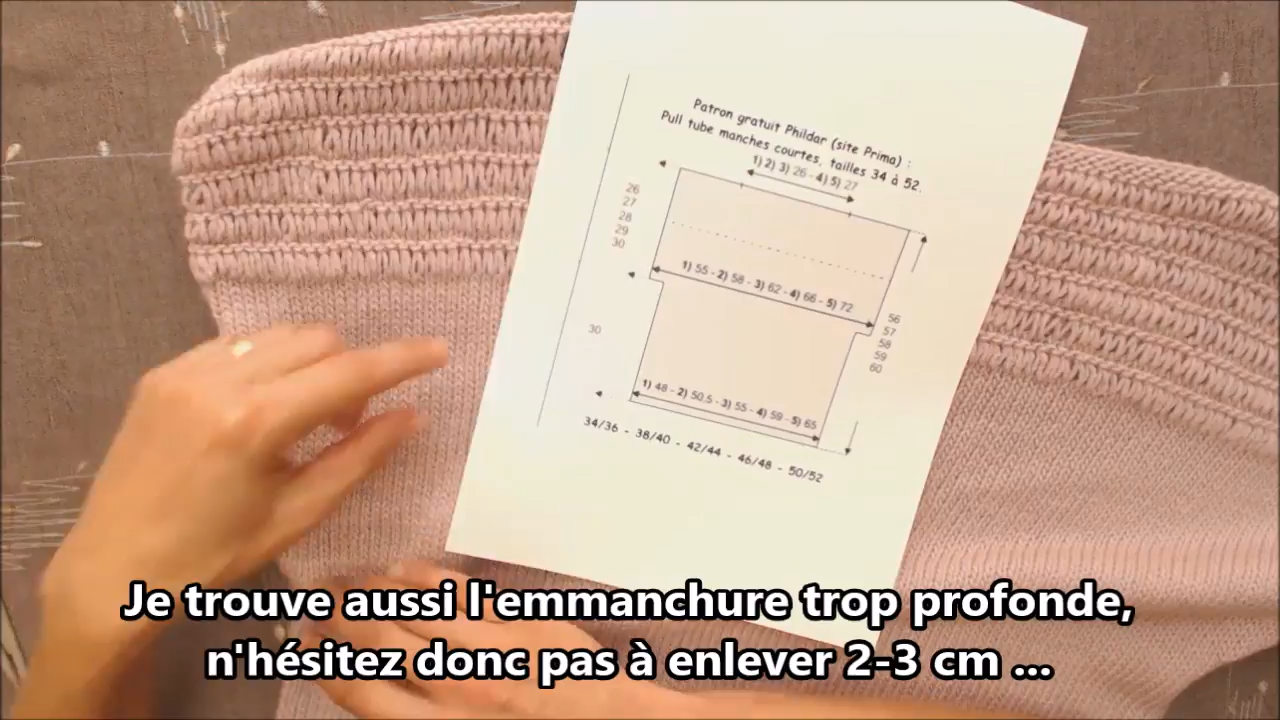 Patron gratuit Phildar (site Prima) :
Pull tube manches courtes, tailles 34 à 52.
1) 2) 3) 26 - 4) 5) 27
26
27
28
29
30
1) 55 - 2) 58 - 3) 62 - 4) 66 - 5) 72
30
56
57
58
59
60
1) 48 - 2) 50.5 - 3) 55 - 4) 59 - 5) 65
34/36 - 38/40 - 42/44 - 46/48 - 50/52
Je trouve aussi l'emmanchure trop profonde,
n'hésitez donc pas à enlever 2-3 cm ...